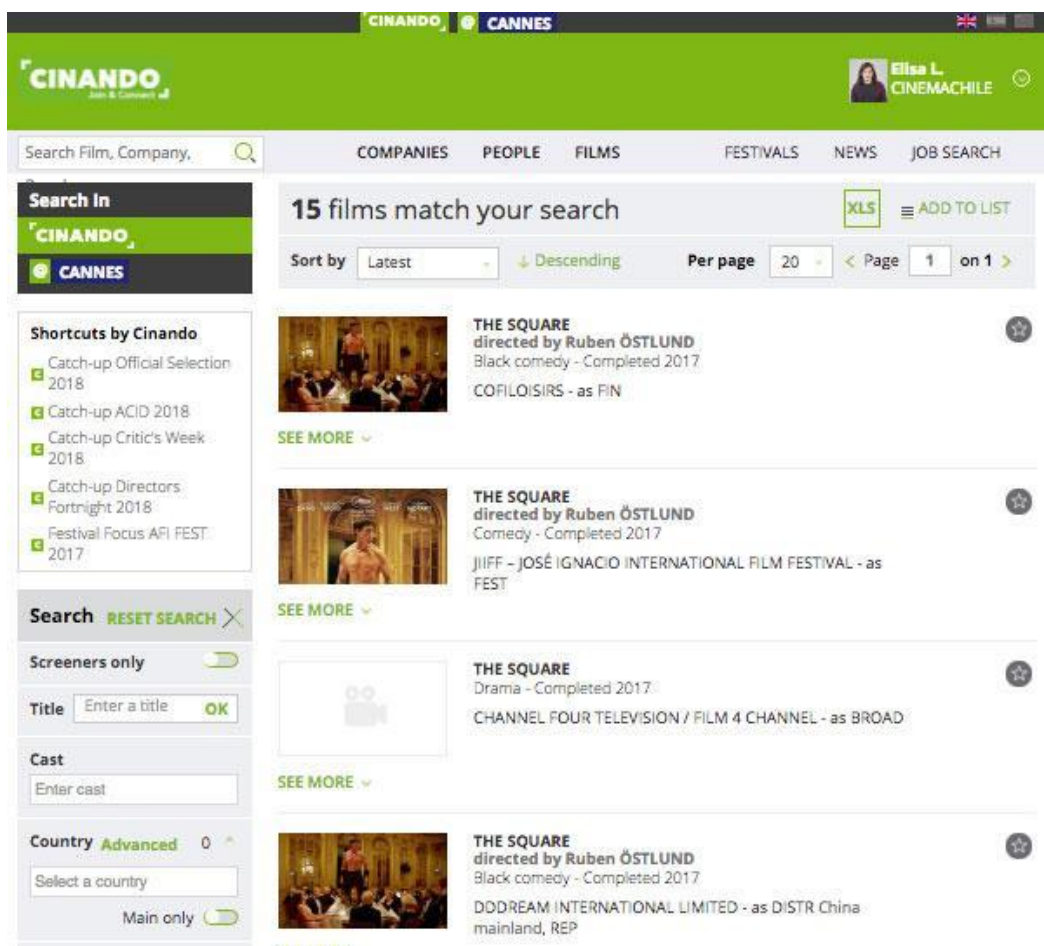 CINANDO @ CANNES
CINANDO
Join & Connect
Elisa L.
CINEMACHILE
Search Film, Company,
COMPANIES PEOPLE FILMS FESTIVALS NEWS JOB SEARCH
Search In
CINANDO
@ CANNES
Shortcuts by Cinando
Catch-up Official Selection
2018
Catch-up ACID 2018
Catch-up Critic's Week
2018
Catch-up Directors
Fortnight 2018
Festival Focus AFI FEST
2017
Search RESET SEARCH
Screeners only
Title Enter a title OK
Cast
Enter cast
Country Advanced 0
Select a country
Main only
15 films match your search
XLS ADD TO LIST
Sort by Latest Descending Per page 20 < Page 1 on 1 >
THE SQUARE
directed by Ruben ÖSTLUND
Black comedy - Completed 2017
COFILOISIRS - as FIN
SEE MORE
THE SQUARE
directed by Ruben ÖSTLUND
Comedy - Completed 2017
JIIFF – JOSÉ IGNACIO INTERNATIONAL FILM FESTIVAL - as
FEST
SEE MORE
THE SQUARE
Drama - Completed 2017
CHANNEL FOUR TELEVISION / FILM 4 CHANNEL - as BROAD
SEE MORE
THE SQUARE
directed by Ruben ÖSTLUND
Black comedy - Completed 2017
DDDREAM INTERNATIONAL LIMITED - as DISTR China
mainland, REP